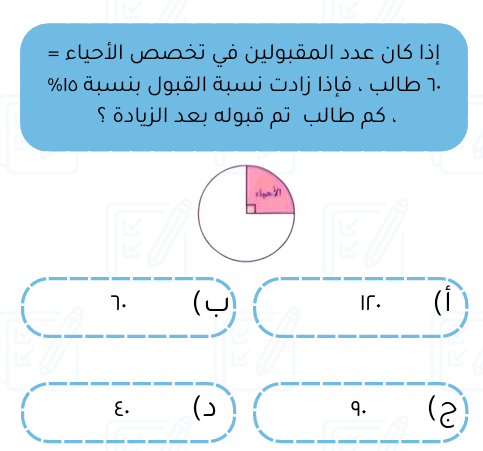 إذا كان عدد المقبولين في تخصص الأحياء =
٦٠ طالب ، فإذا زادت نسبة القبول بنسبة ١٥%
، كم طالب تم قبوله بعد الزيادة ؟
الأحياء
أ) ١٢٠
ب) ٦٠
ج) ٩٠
د) ٤٠